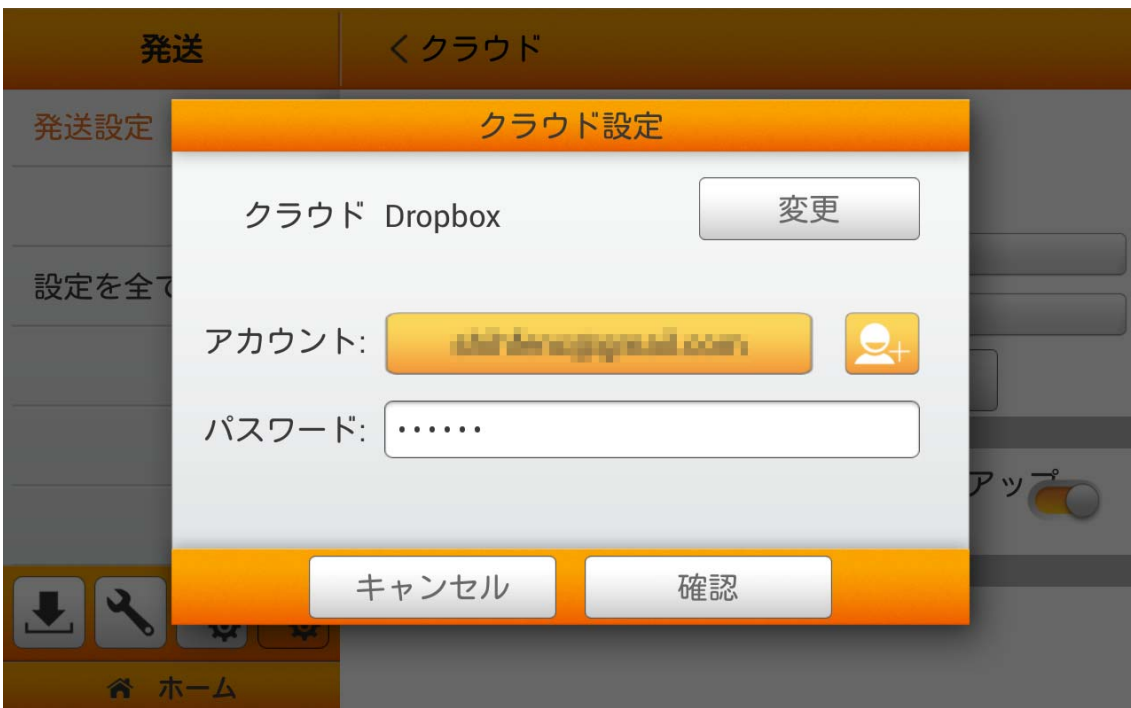 発送
クラウド
発送設定
クラウド設定
クラウド Dropbox
変更
設定を全て
アカウント:
パスワード: ······
アップ
キャンセル
確認
ホーム